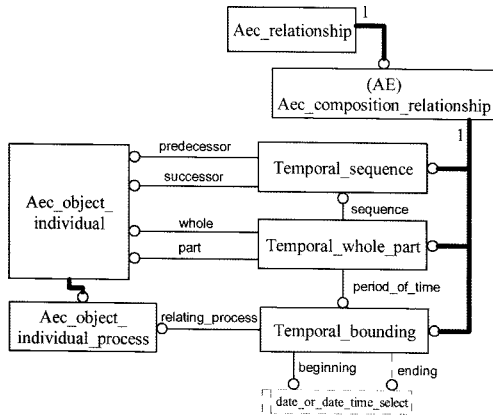 1
Aec_relationship
(AE)
Aec_composition_relationship
1
predecessor
Temporal_sequence
successor
Aec_object_
individual
sequence
whole
Temporal_whole_part
part
period_of_time
Aec_object_
individual_process
relating_process
Temporal_bounding
beginning
ending
date_or_date_time_select